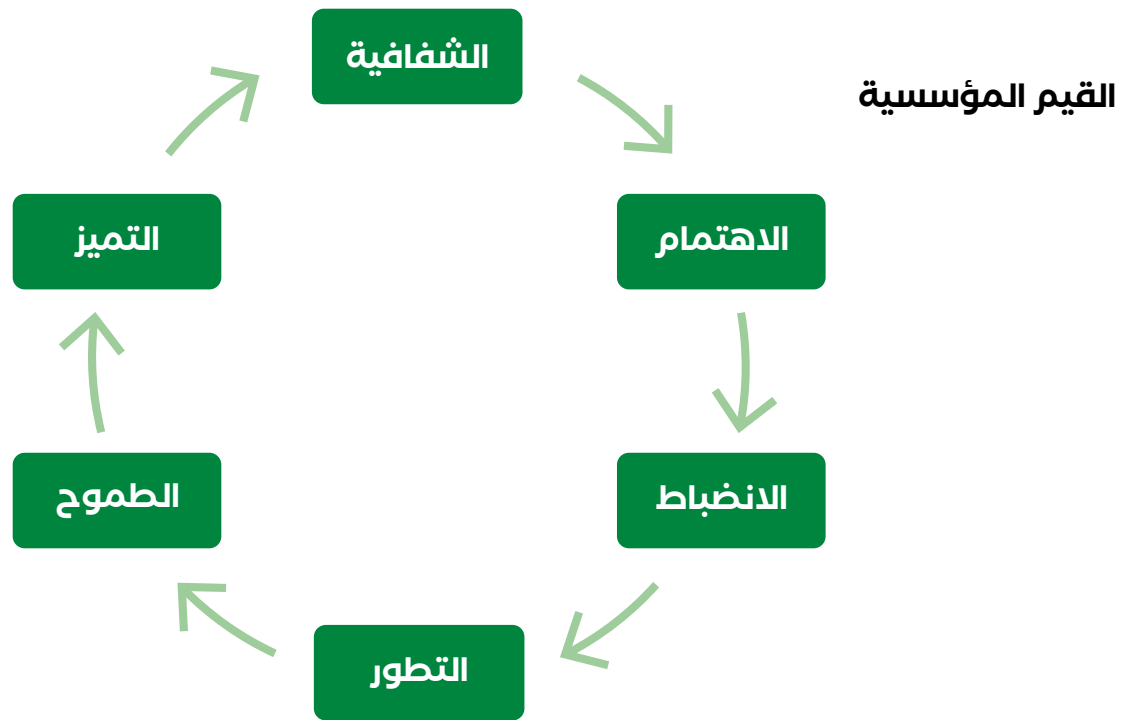 القيم المؤسسية
الشفافية
الاهتمام
الانضباط
التطور
الطموح
التميز